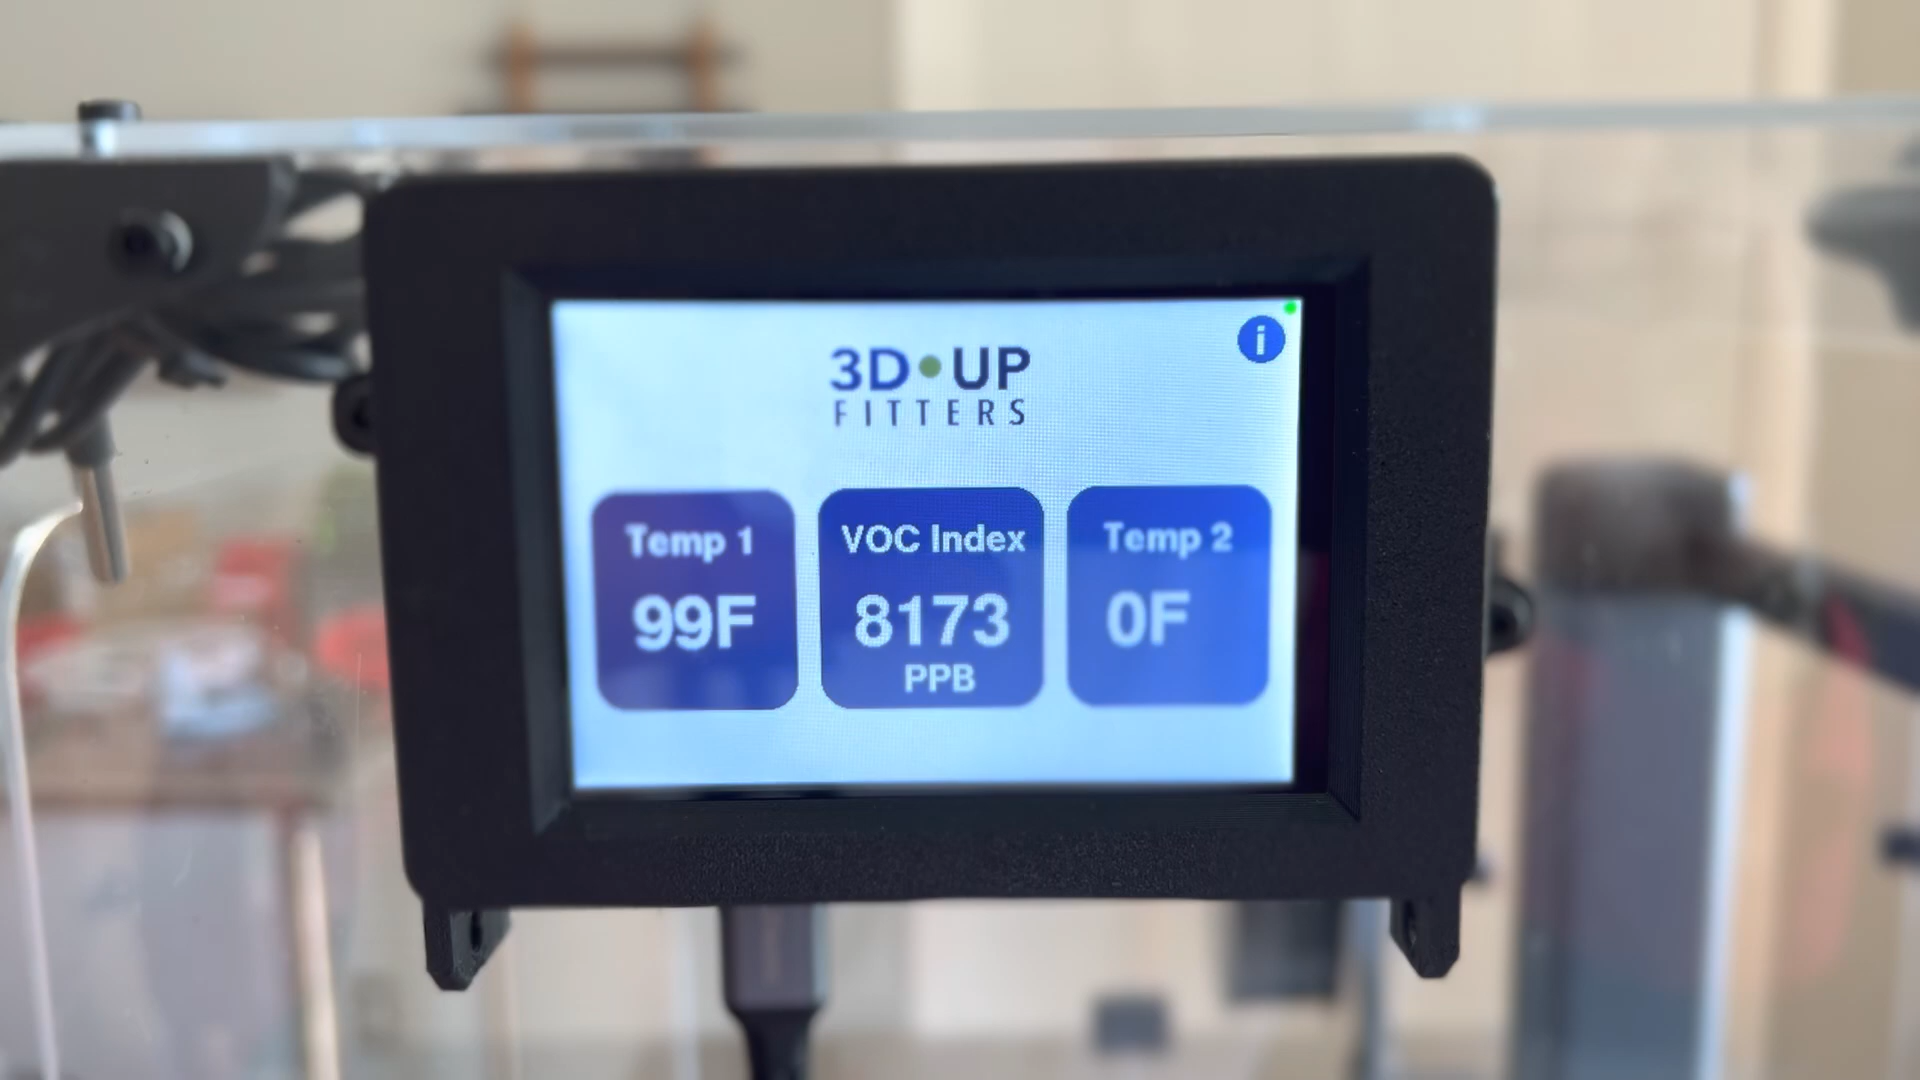 i
3D•UP
FITTERS
Temp 1
99F
VOC Index
8173
PPB
Temp 2
0F